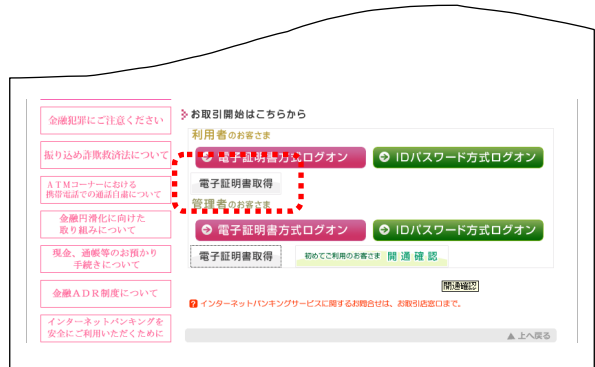 金融犯罪にご注意ください
振り込め詐欺救済法について
ATMコーナーにおける
携帯電話での通話自粛について
金融円滑化に向けた
取り組みについて
現金、通帳等のお預かり
手続きについて
金融ADR制度について
インターネットバンキングを
安全にご利用いただくために
お取引開始はこちらから
利用者のお客さま
電子証明書方式ログオン
IDパスワード方式ログオン
電子証明書取得
管理者のお客さま
電子証明書方式ログオン
IDパスワード方式ログオン
電子証明書取得
初めてご利用のお客さま 開通確認
開通確認
? インターネットバンキングサービスに関するお問合せは、お取引店窓口まで。
▲ 上へ戻る